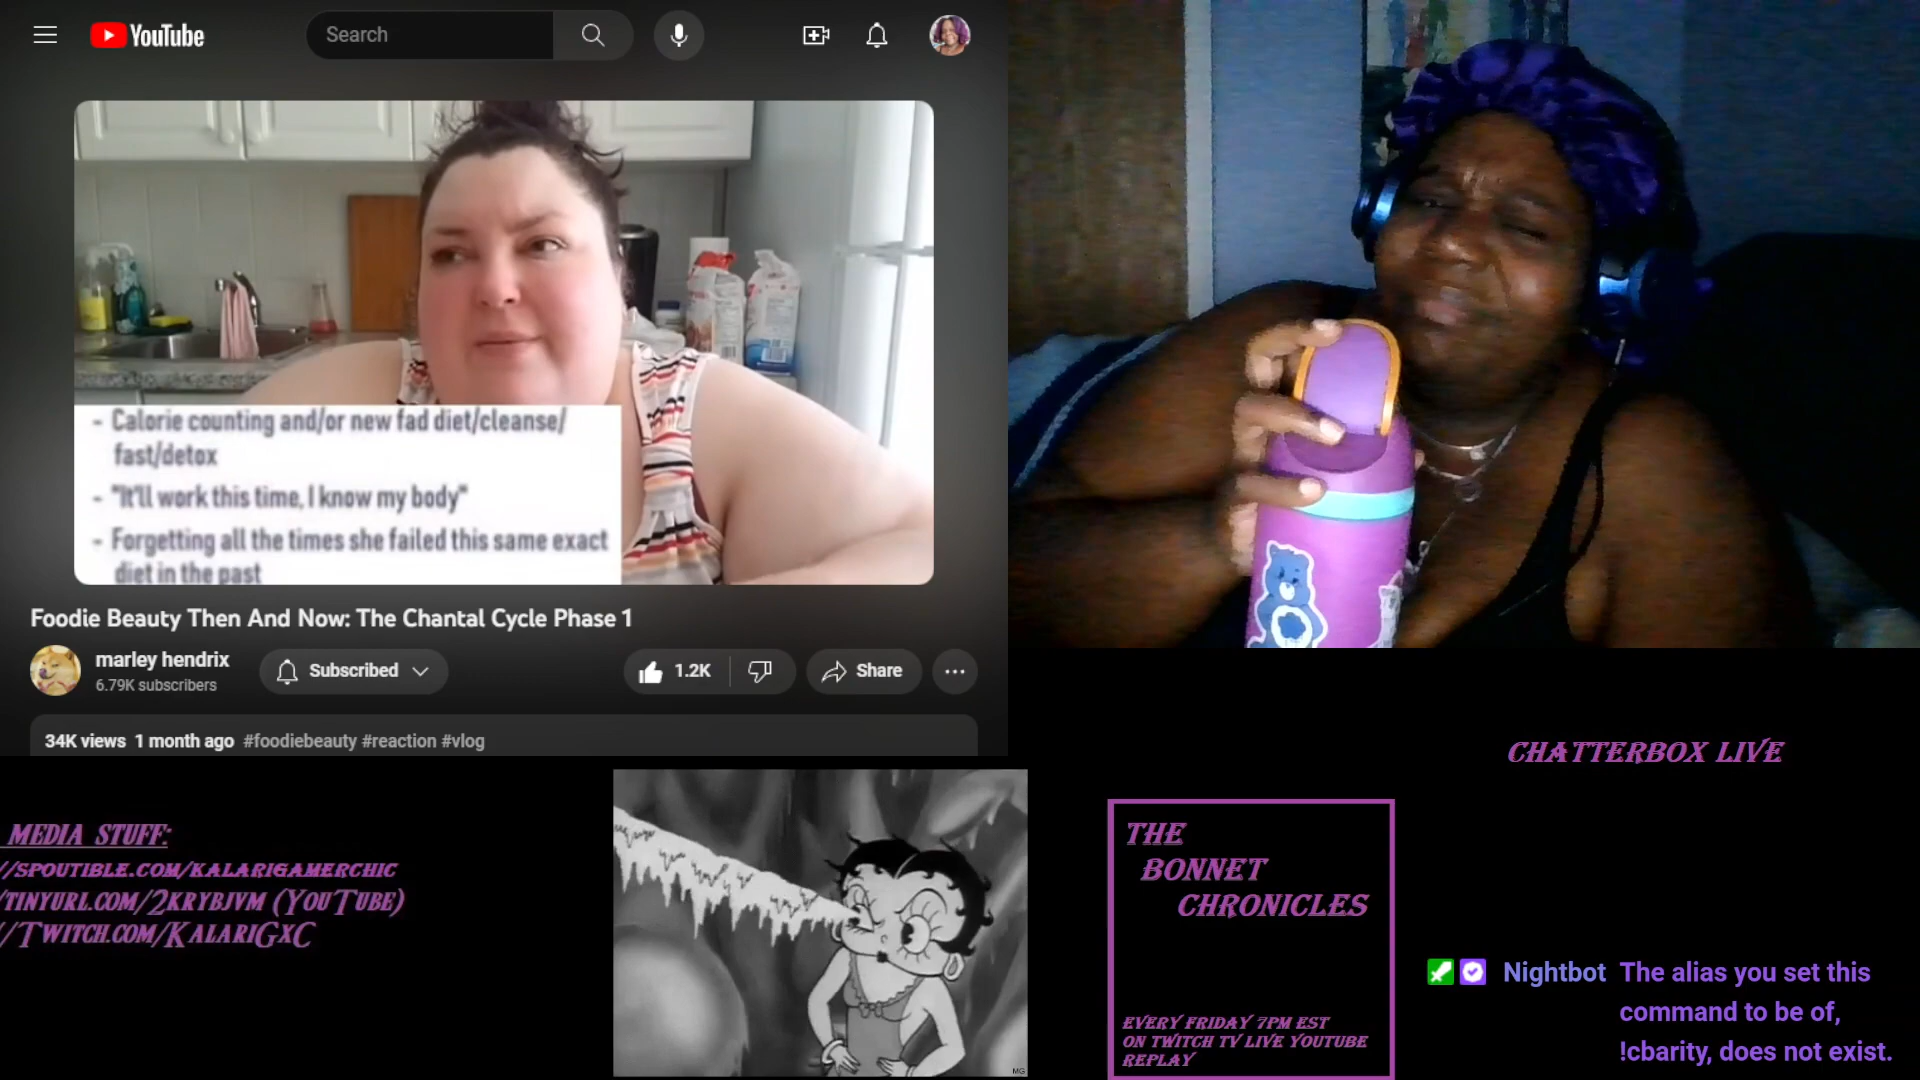 YouTube
Search
- Calorie counting and/or new fad diet/cleanse/
fast/detox
- "It'll work this time, I know my body"
- Forgetting all the times she failed this same exact
diet in the past
Foodie Beauty Then And Now: The Chantal Cycle Phase 1
marley hendrix
6.79K subscribers
Subscribed
1.2K
Share
34K views 1 month ago #foodiebeauty #reaction #vlog
MEDIA STUFF:
//SPOUTIBLE.COM/KALARIGAMERCHIC
/TINYURL.COM/2KRYBJVM (YOUTUBE)
//TWITCH.COM/KALARIGXC
MG
THE
BONNET
CHRONICLES
EVERY FRIDAY 7PM EST
ON TWITCH TV LIVE YOUTUBE
REPLAY
CHATTERBOX LIVE
Nightbot The alias you set this
command to be of,
!cbarity, does not exist.